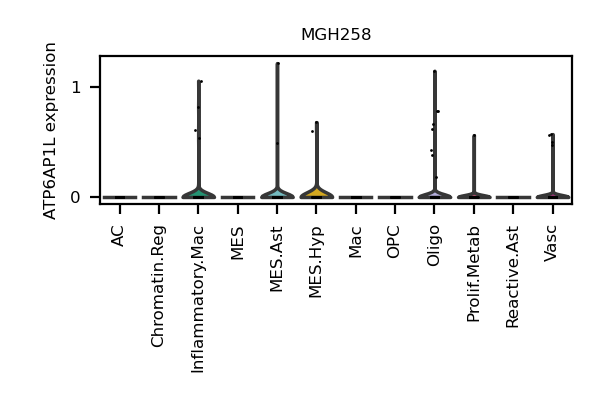 MGH258
ATP6AP1L expression
1
0
AC
Chromatin.Reg
Inflammatory.Mac
MES
MES.Ast
MES.Hyp
Mac
OPC
Oligo
Prolif.Metab
Reactive.Ast
Vasc